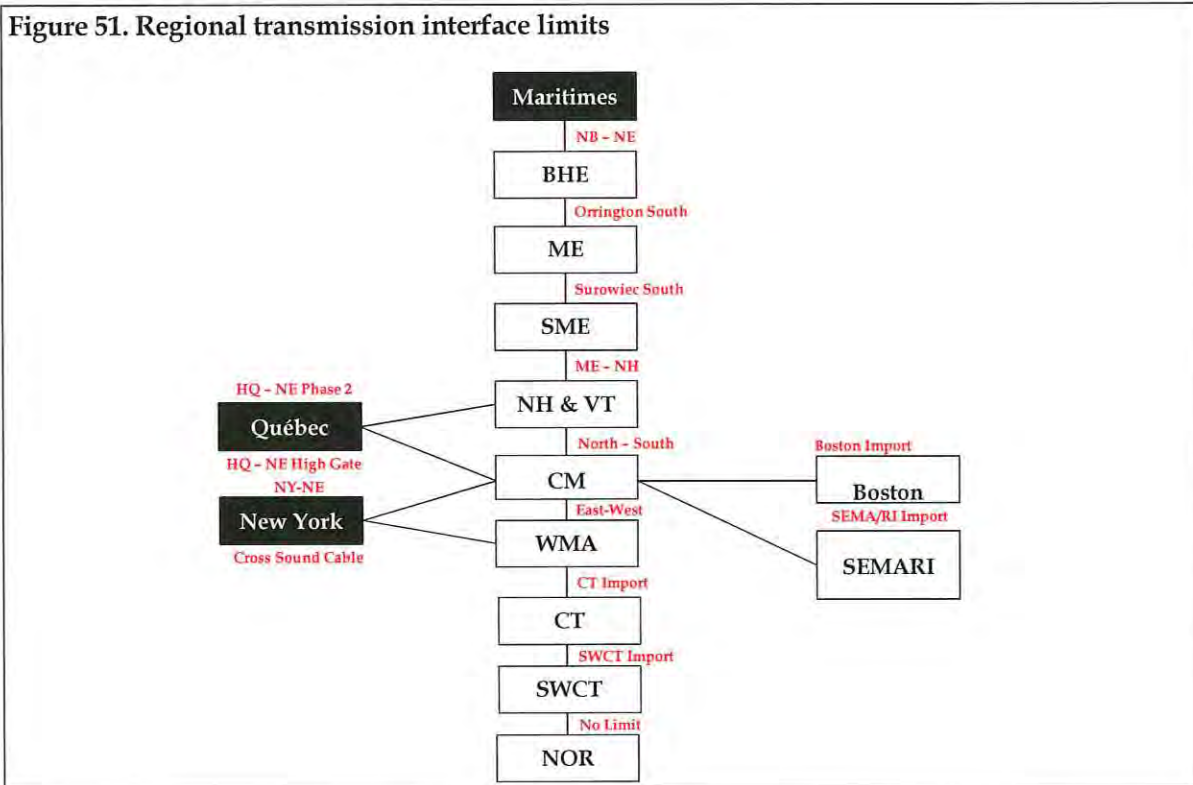 Figure 51. Regional transmission interface limits
Maritimes
NB – NE
BHE
Orrington South
ME
Surowiec South
SME
ME – NH
HQ – NE Phase 2
NH & VT
Québec
North – South
Boston Import
HQ – NE High Gate
CM
Boston
NY-NE
East-West
SEMA/RI Import
New York
WMA
SEMARI
Cross Sound Cable
CT Import
CT
SWCT Import
SWCT
No Limit
NOR